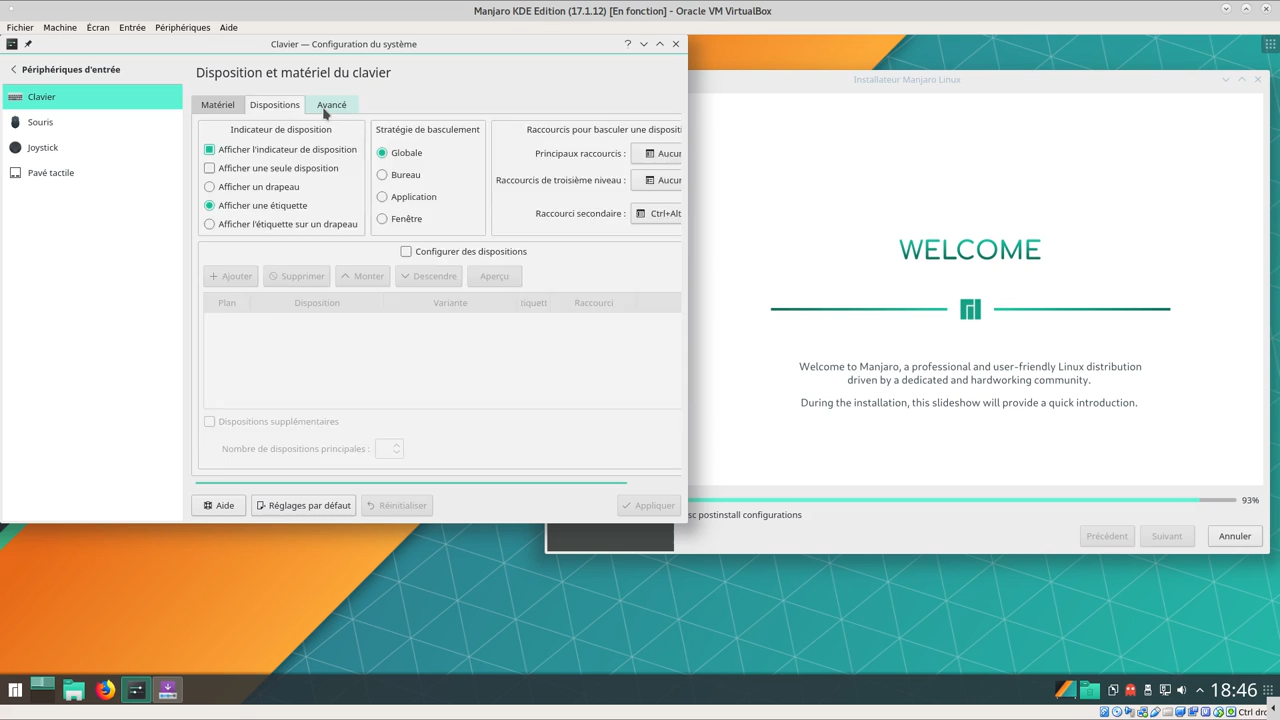 Manjaro KDE Edition (17.1.12) [En fonction] - Oracle VM VirtualBox
Fichier Machine Écran Entrée Périphériques Aide
Clavier — Configuration du système
Périphériques d'entrée
Clavier
Souris
Joystick
Pavé tactile
Disposition et matériel du clavier
Matériel Dispositions Avancé
Indicateur de disposition
Afficher l'indicateur de disposition
Afficher une seule disposition
Afficher un drapeau
Afficher une étiquette
Afficher l'étiquette sur un drapeau
Stratégie de basculement
Globale
Bureau
Application
Fenêtre
Raccourcis pour basculer une dispositi
Principaux raccourcis : Aucur
Raccourcis de troisième niveau : Aucur
Raccourci secondaire : Ctrl+Alt
Configurer des dispositions
Ajouter Supprimer Monter Descendre Aperçu
Plan Disposition Variante tiquett Raccourci
Dispositions supplémentaires
Nombre de dispositions principales :
Aide Réglages par défaut Réinitialiser Appliquer
Installateur Manjaro Linux
WELCOME
Welcome to Manjaro, a professional and user-friendly Linux distribution
driven by a dedicated and hardworking community.
During the installation, this slideshow will provide a quick introduction.
93%
sc postinstall configurations
Précédent Suivant Annuler
18:46
Ctrl drc